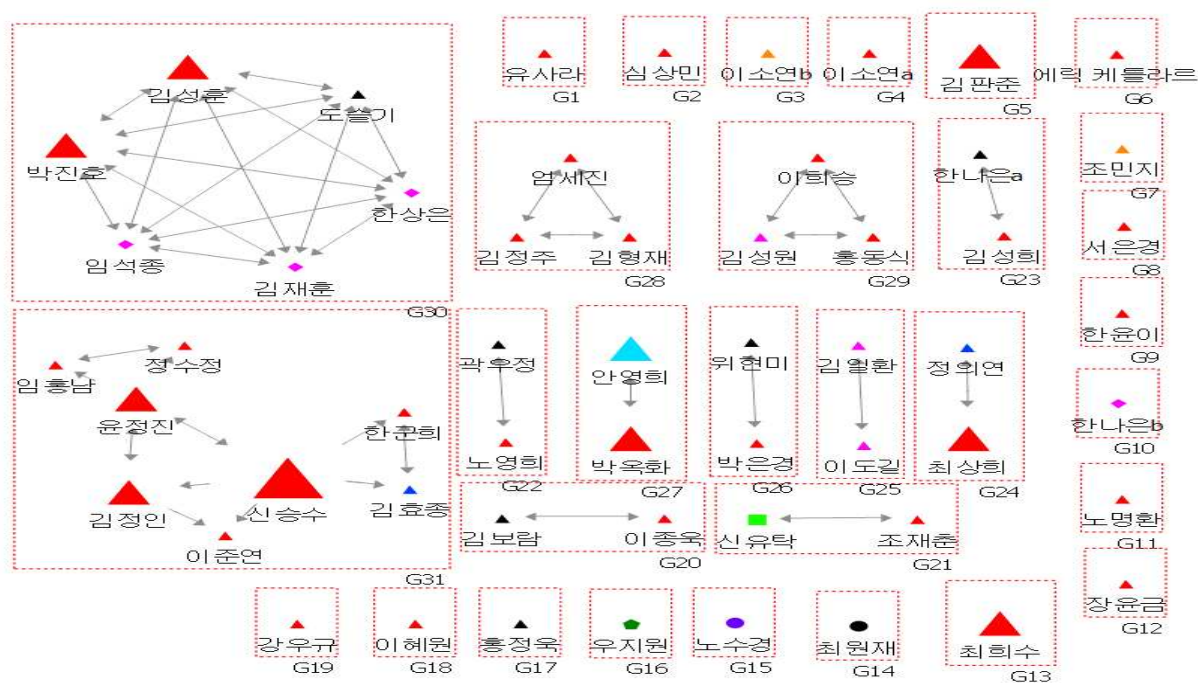 유사라
G1
심상민
G2
이소연b
G3
이소연a
G4
김판준
G5
에릭 케틀라르
G6
김성훈
도슬기
박진호
한상은
임석종
김재훈
G30
염세진
김정주
김형재
G28
이희승
김성원
홍동식
G29
한나은a
김성희
G23
조민지
G7
서은경
G8
한윤이
G9
한나은b
G10
노명환
G11
장윤금
G12
정수정
임홍남
윤정진
한문희
김정인
신승수
김효종
이준연
G31
곽우정
노영희
G22
안영희
박옥화
G27
위현미
박은경
G26
김열환
이도길
G25
정의연
최상희
G24
김보람
이종욱
G20
신유탁
조재춘
G21
강우규
G19
이혜원
G18
홍정욱
G17
우지원
G16
노수경
G15
최원재
G14
최희수
G13